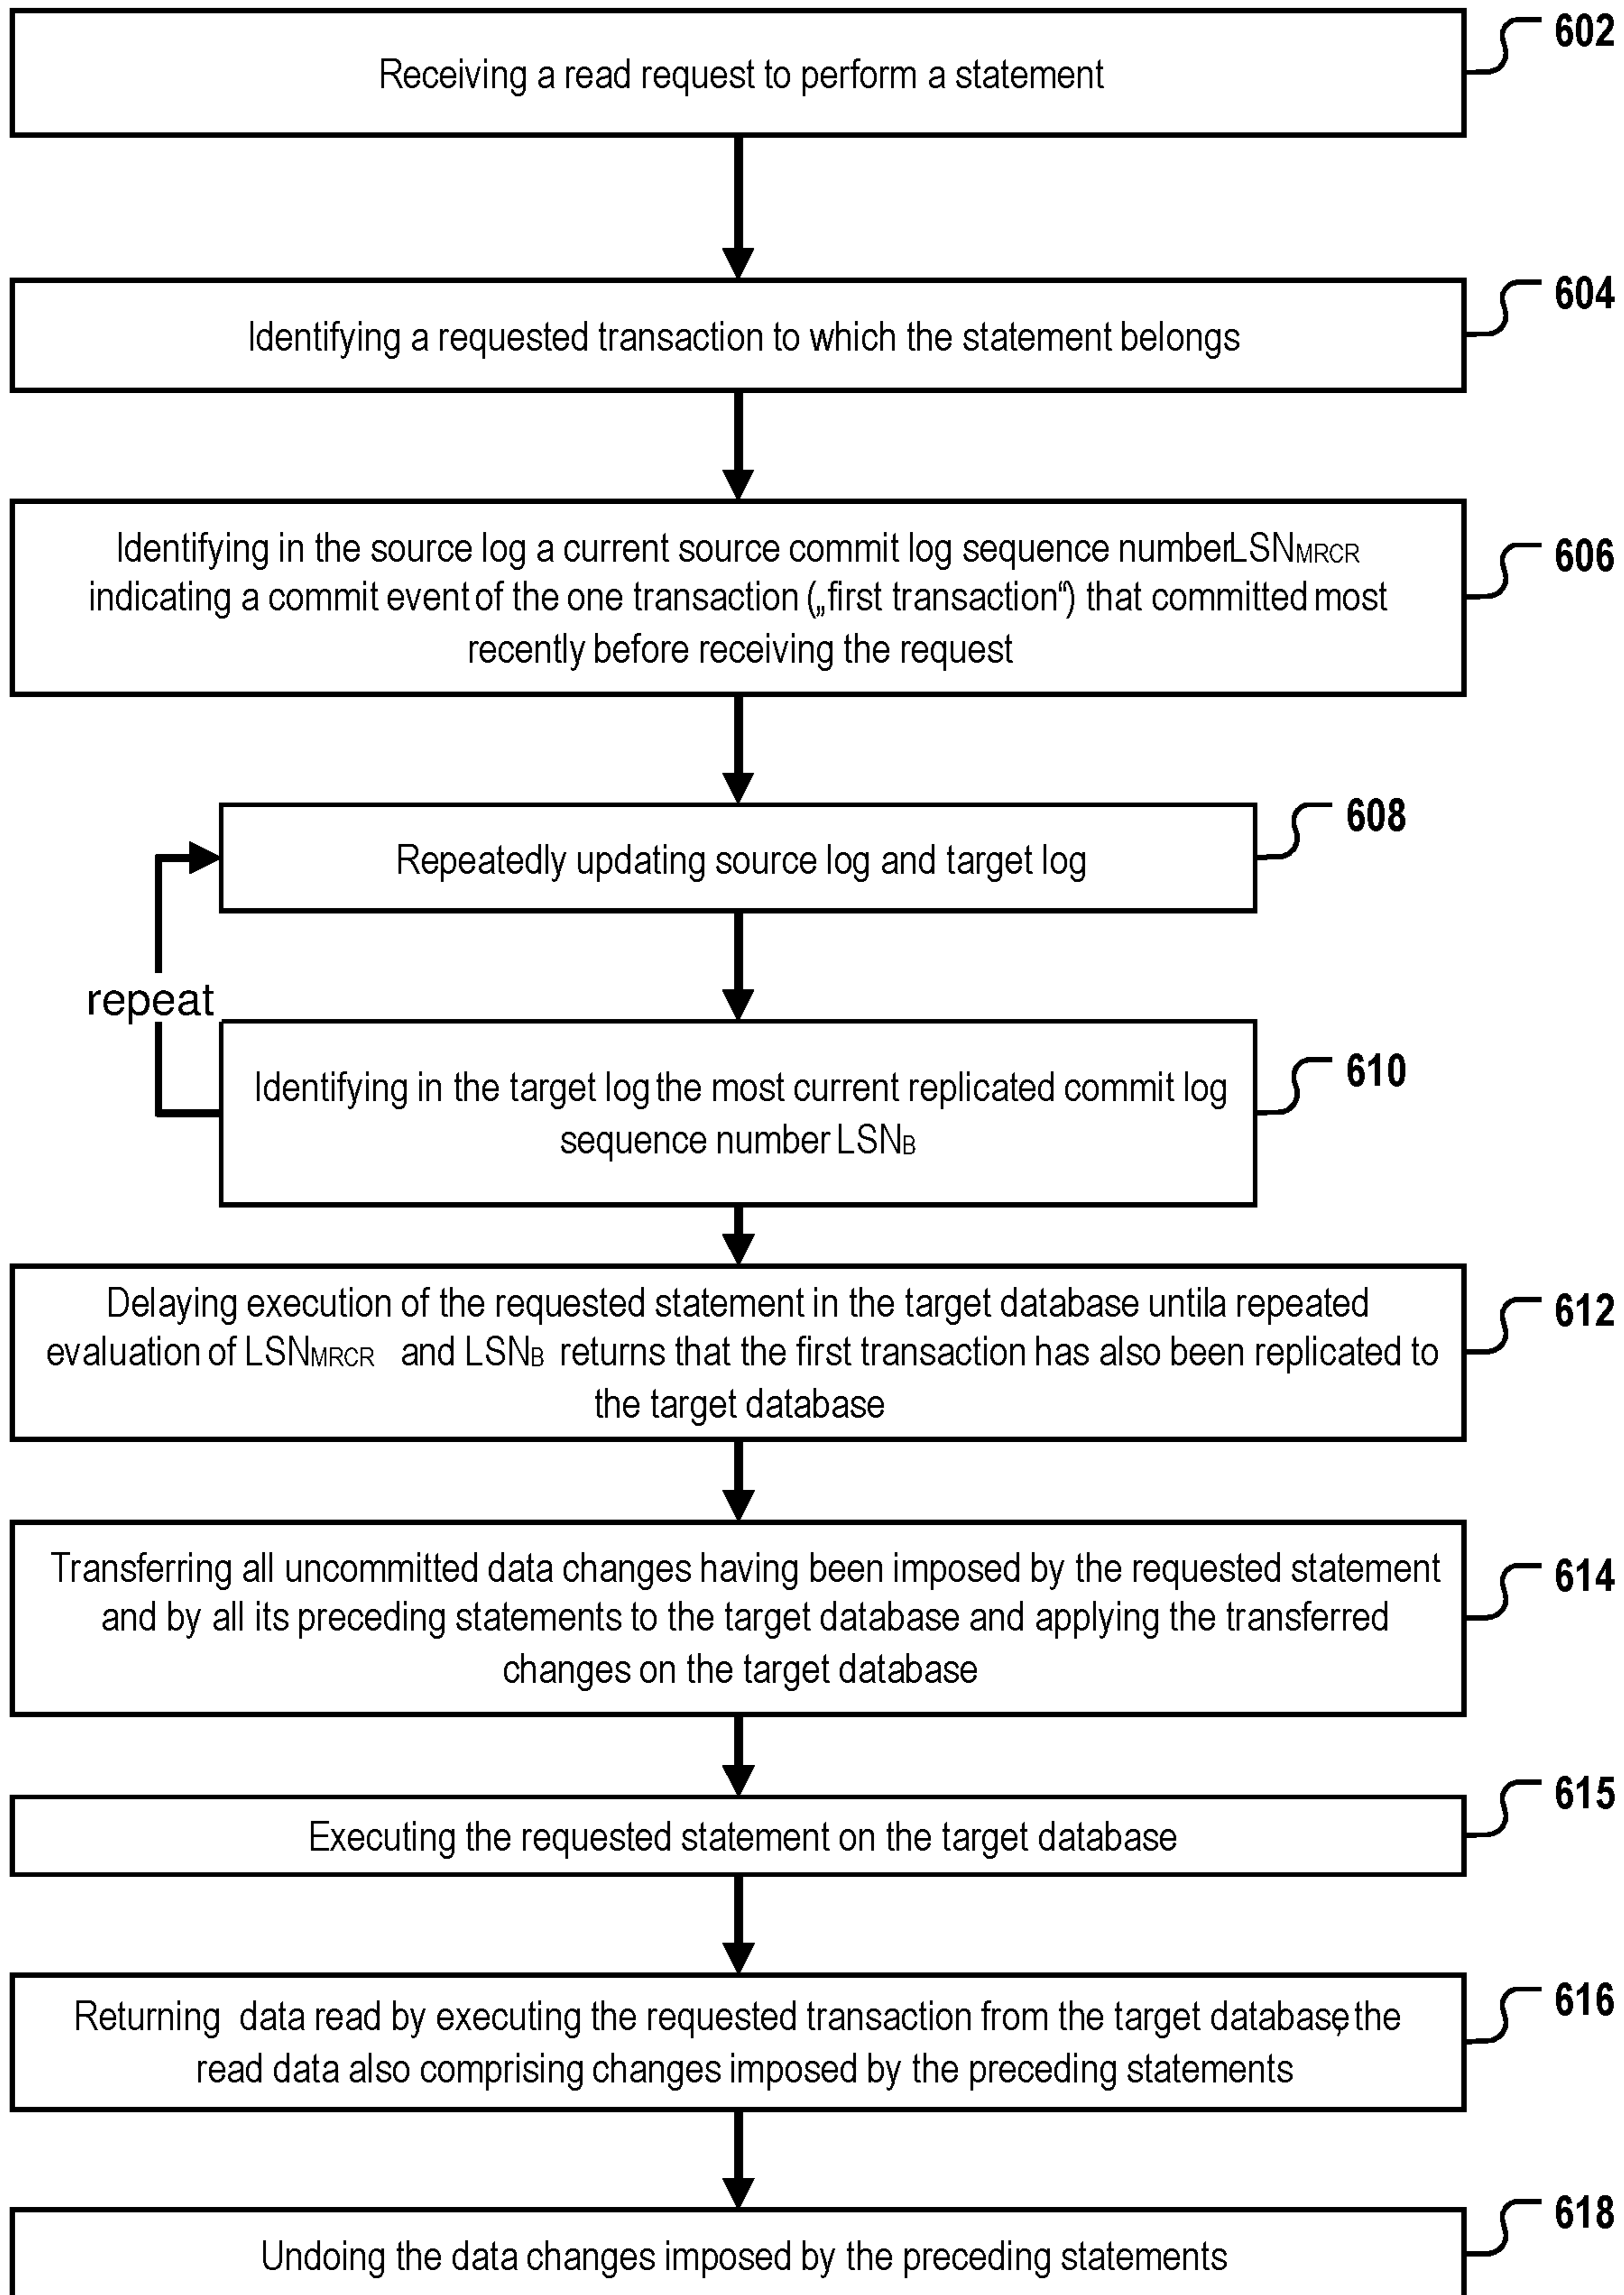 Receiving a read request to perform a statement
602
Identifying a requested transaction to which the statement belongs
604
Identifying in the source log a current source commit log sequence numberLSNMRCR
indicating a commit event of the one transaction („first transaction“) that committed most
recently before receiving the request
606
Repeatedly updating source log and target log
608
repeat
Identifying in the target log the most current replicated commit log
sequence number LSNB
610
Delaying execution of the requested statement in the target database untila repeated
evaluation of LSNMRCR and LSNB returns that the first transaction has also been replicated to
the target database
612
Transferring all uncommitted data changes having been imposed by the requested statement
and by all its preceding statements to the target database and applying the transferred
changes on the target database
614
Executing the requested statement on the target database
615
Returning data read by executing the requested transaction from the target database, the
read data also comprising changes imposed by the preceding statements
616
Undoing the data changes imposed by the preceding statements
618